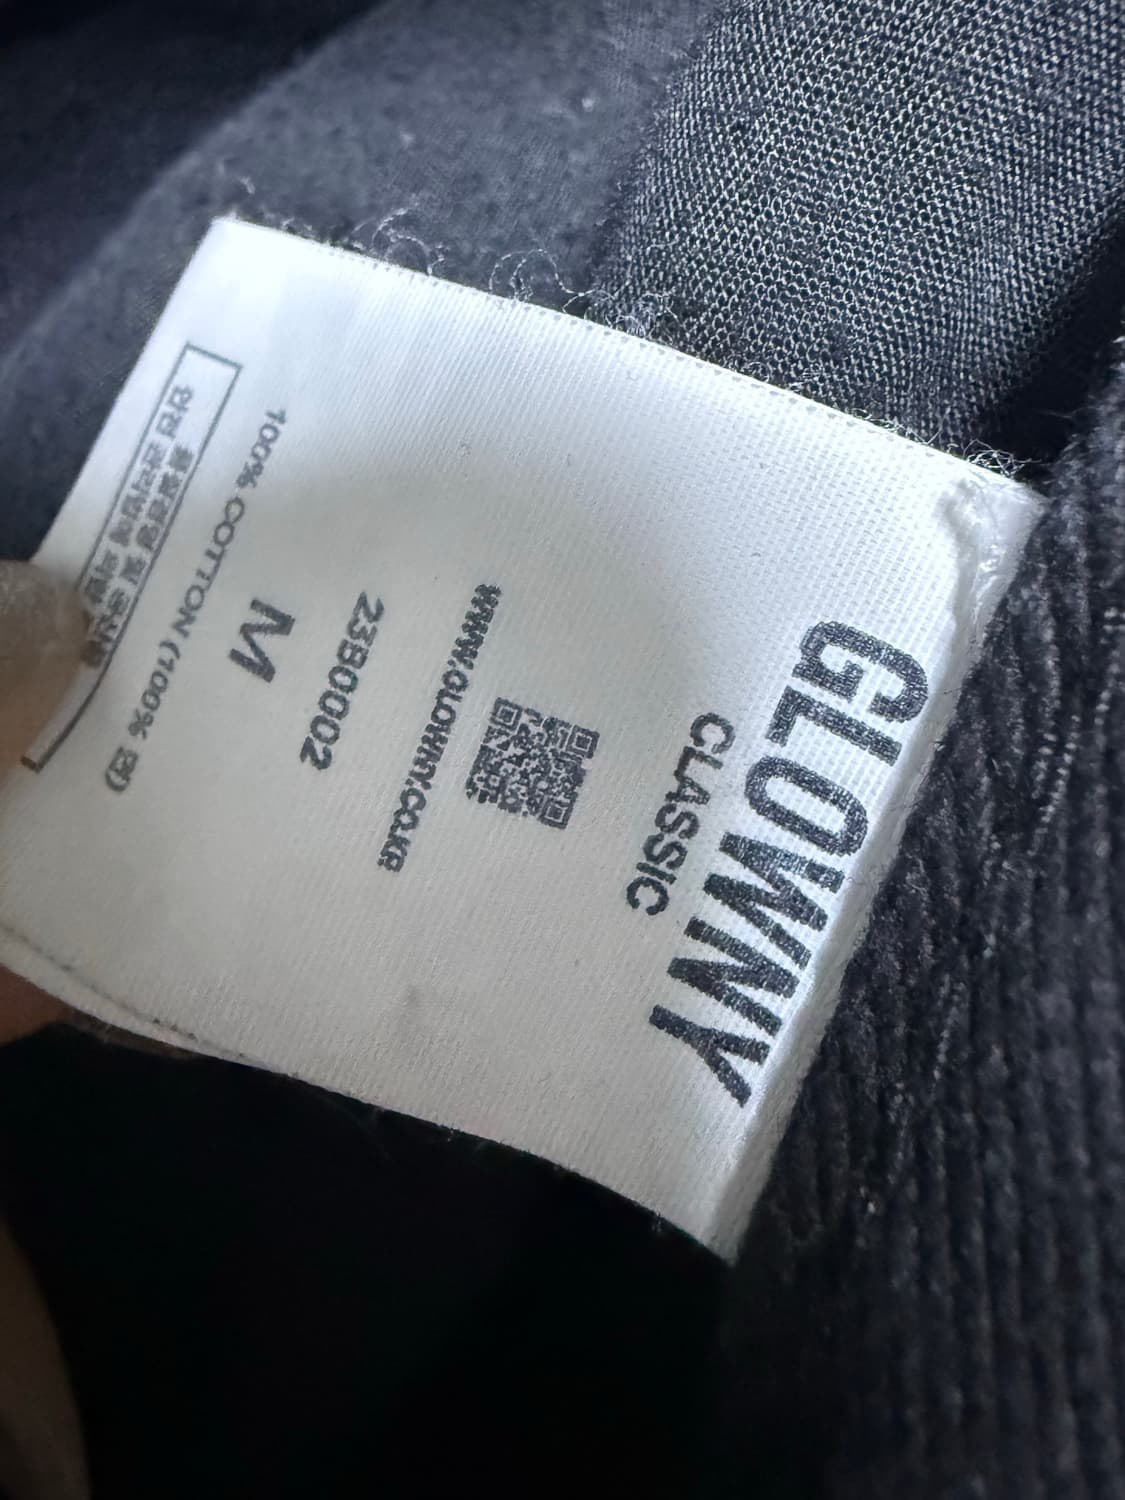 GLOWNY
CLASSIC
WWW.GLOWNY.CO.KR
23B0002
M
100% COTTON (100% 면)